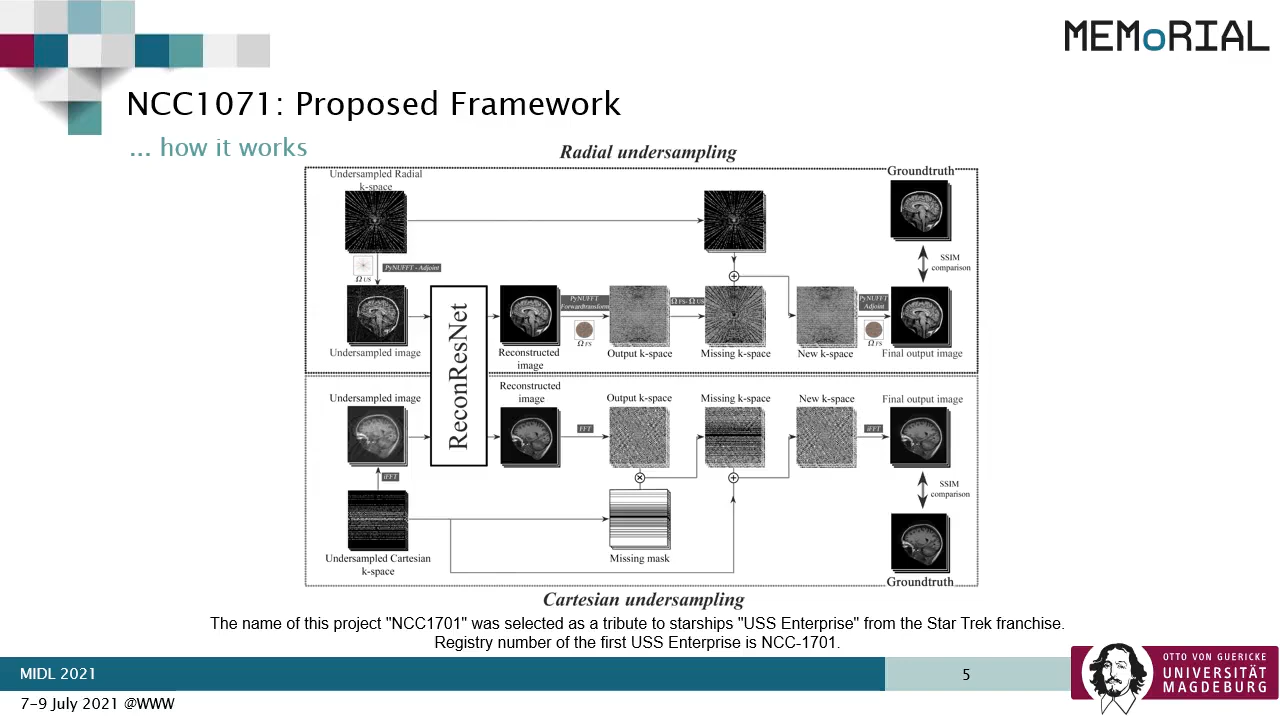 MEMoRIAL
NCC1071: Proposed Framework
... how it works
Radial undersampling
Undersampled Radial
k-space
Groundtruth
PyNUFFT - Adjoint
Ω US
SSIM
comparison
ReconResNet
PyNUFFT
Forwardtransform
Ω FS- Ω US
PyNUFFT
Adjoint
Ω FS
Ω FS
Undersampled image
Reconstructed
image
Output k-space
Missing k-space
New k-space
Final output image
Undersampled image
Reconstructed
image
Output k-space
Missing k-space
New k-space
Final output image
FFT
iFFT
iFFT
SSIM
comparison
Undersampled Cartesian
k-space
Missing mask
Groundtruth
Cartesian undersampling
The name of this project "NCC1701" was selected as a tribute to starships "USS Enterprise" from the Star Trek franchise.
Registry number of the first USS Enterprise is NCC-1701.
MIDL 2021
5
7-9 July 2021 @WWW
OTTO VON GUERICKE
UNIVERSITÄT
MAGDEBURG